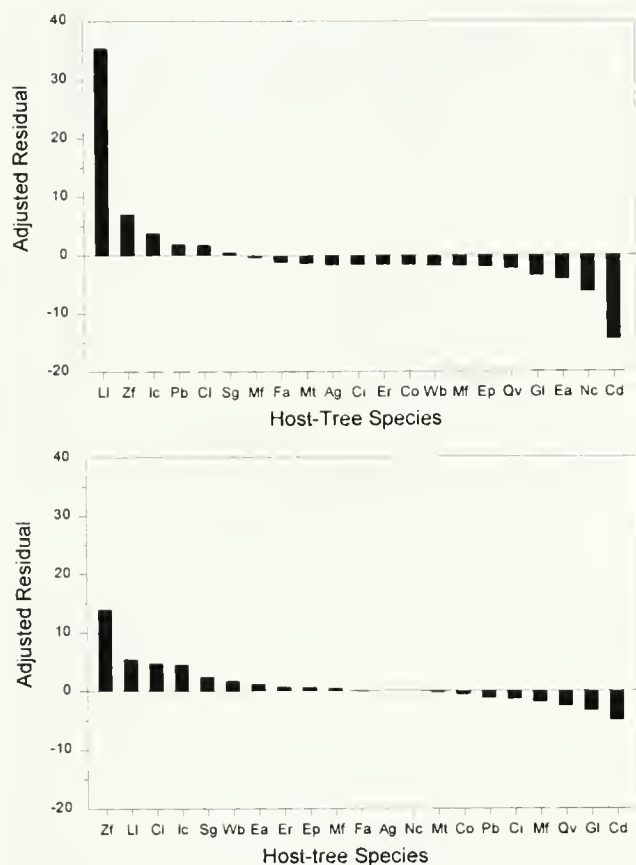 40
30
20
10
0
-10
-20
Adjusted Residual
Ll Zf Ic Pb Cl Sg Mf Fa Mt Ag Ci Er Co Wb Mf Ep Qv Gl Ea Nc Cd
Host-Tree Species
40
30
20
10
0
-10
-20
Adjusted Residual
Zf Ll Cl Ic Sg Wb Ea Er Ep Mf Fa Ag Nc Mt Co Pb Ci Mf Qv Gl Cd
Host-tree Species